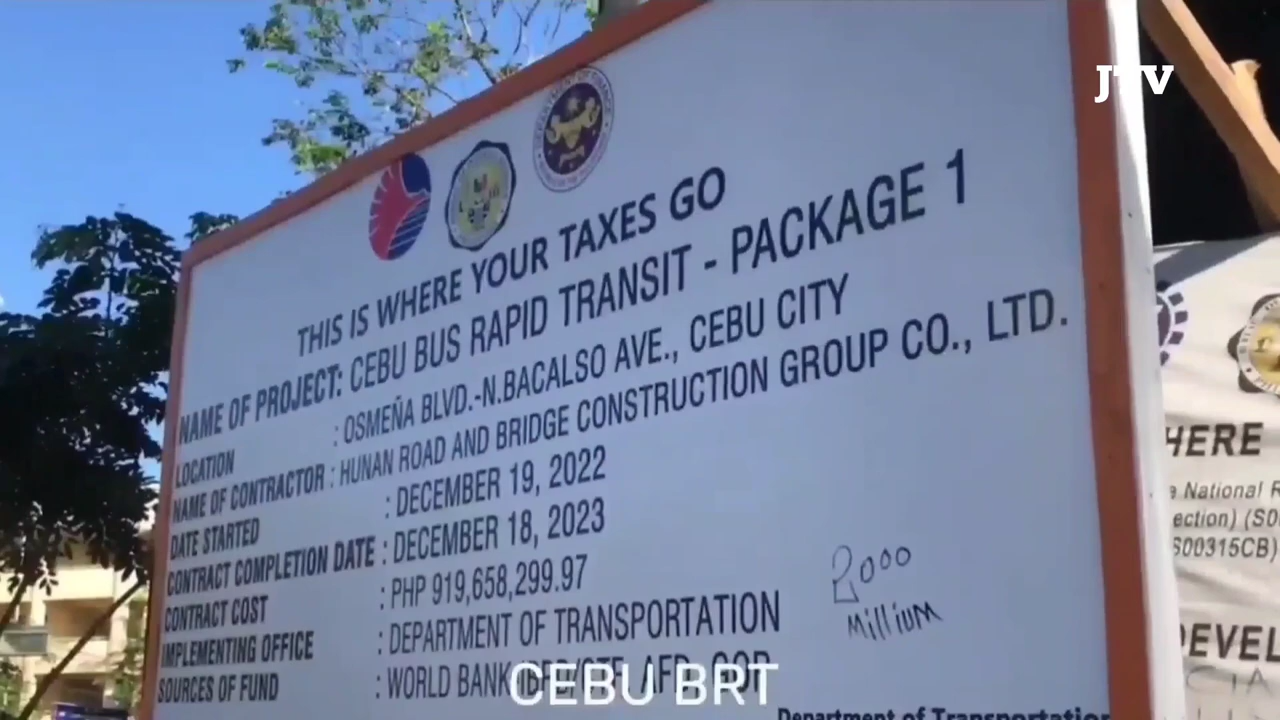 JTV
THIS IS WHERE YOUR TAXES GO
NAME OF PROJECT: CEBU BUS RAPID TRANSIT - PACKAGE 1
LOCATION : OSMEÑA BLVD.-N.BACALSO AVE., CEBU CITY
NAME OF CONTRACTOR : HUNAN ROAD AND BRIDGE CONSTRUCTION GROUP CO., LTD.
DATE STARTED : DECEMBER 19, 2022
CONTRACT COMPLETION DATE : DECEMBER 18, 2023
CONTRACT COST : PHP 919,658,299.97
IMPLEMENTING OFFICE : DEPARTMENT OF TRANSPORTATION
SOURCES OF FUND : WORLD BANK
2000
MillIUM
CEBU BRT
Department of Transportation
HERE
National
ection) (S0
S00315CB)
DEVEL